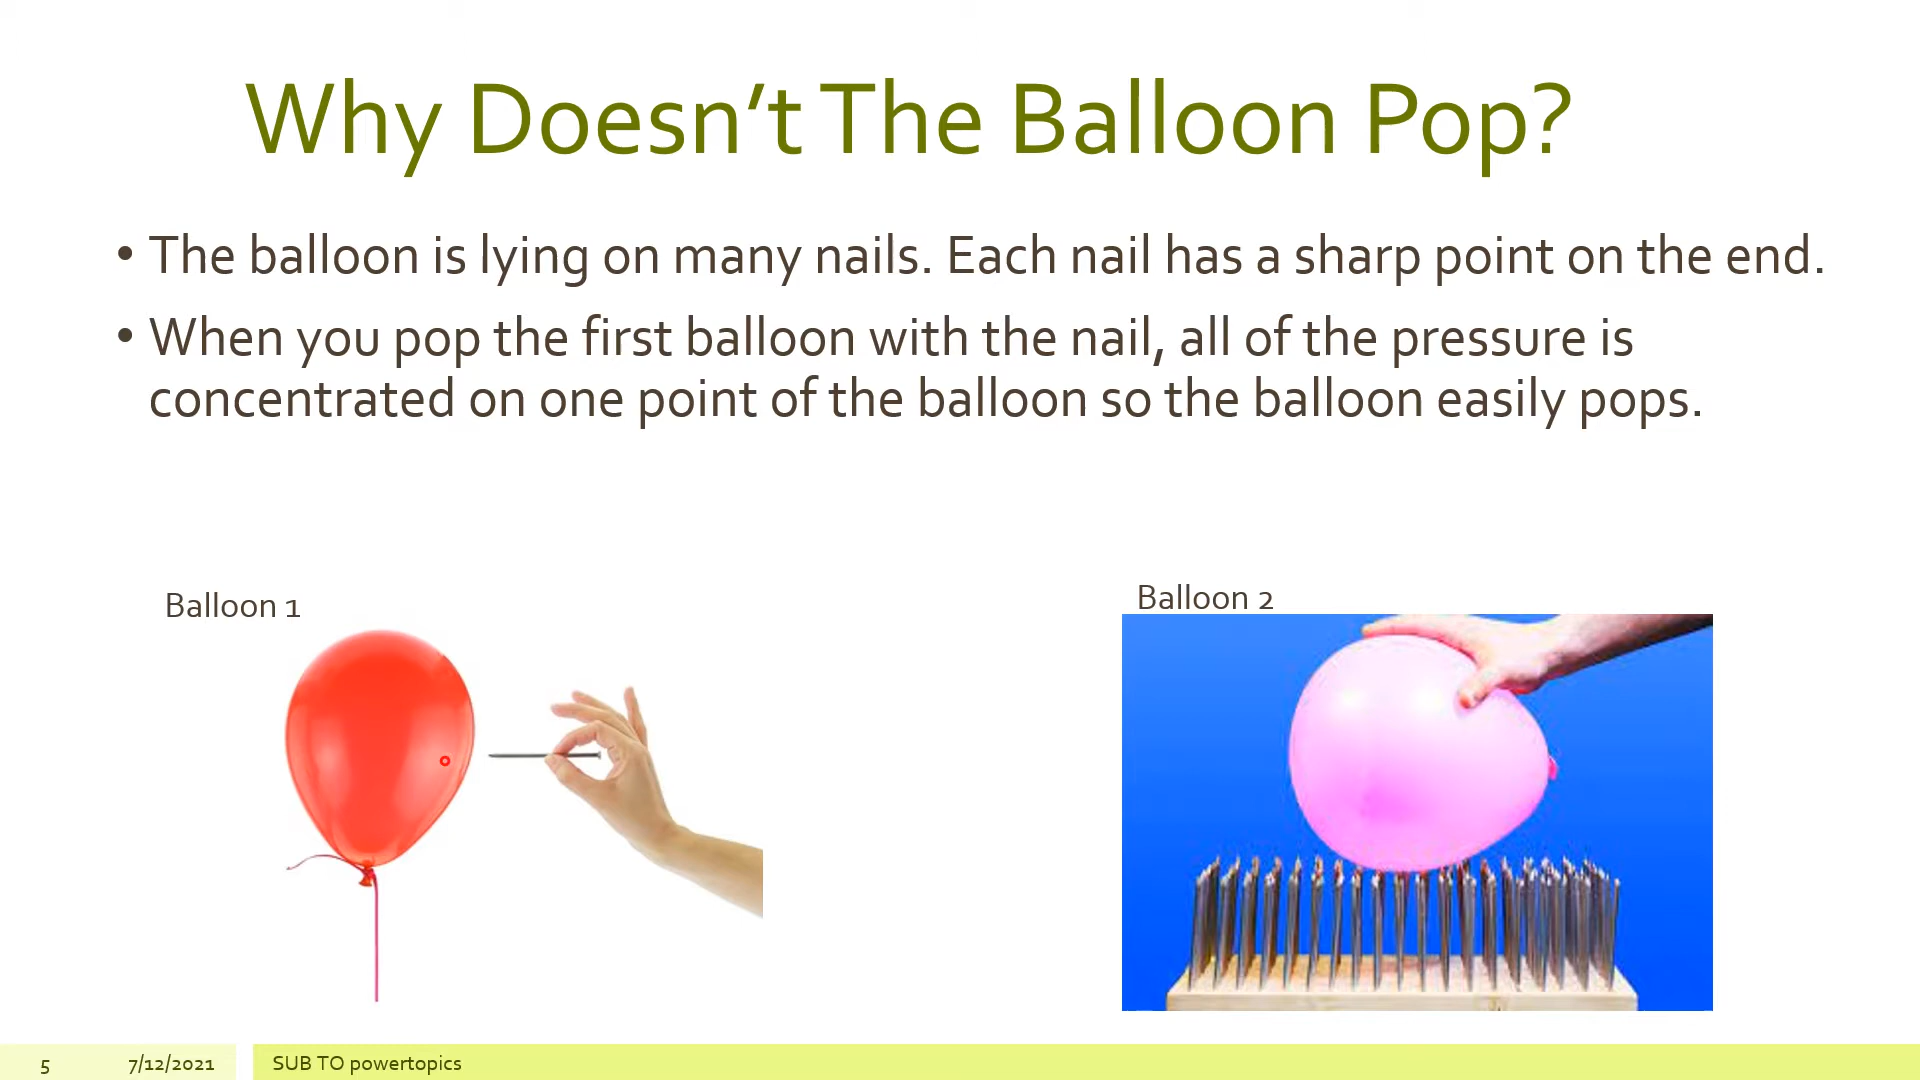 Why Doesn’t The Balloon Pop?
• The balloon is lying on many nails. Each nail has a sharp point on the end.
• When you pop the first balloon with the nail, all of the pressure is
concentrated on one point of the balloon so the balloon easily pops.
Balloon 1
Balloon 2
5
7/12/2021
SUB TO powertopics